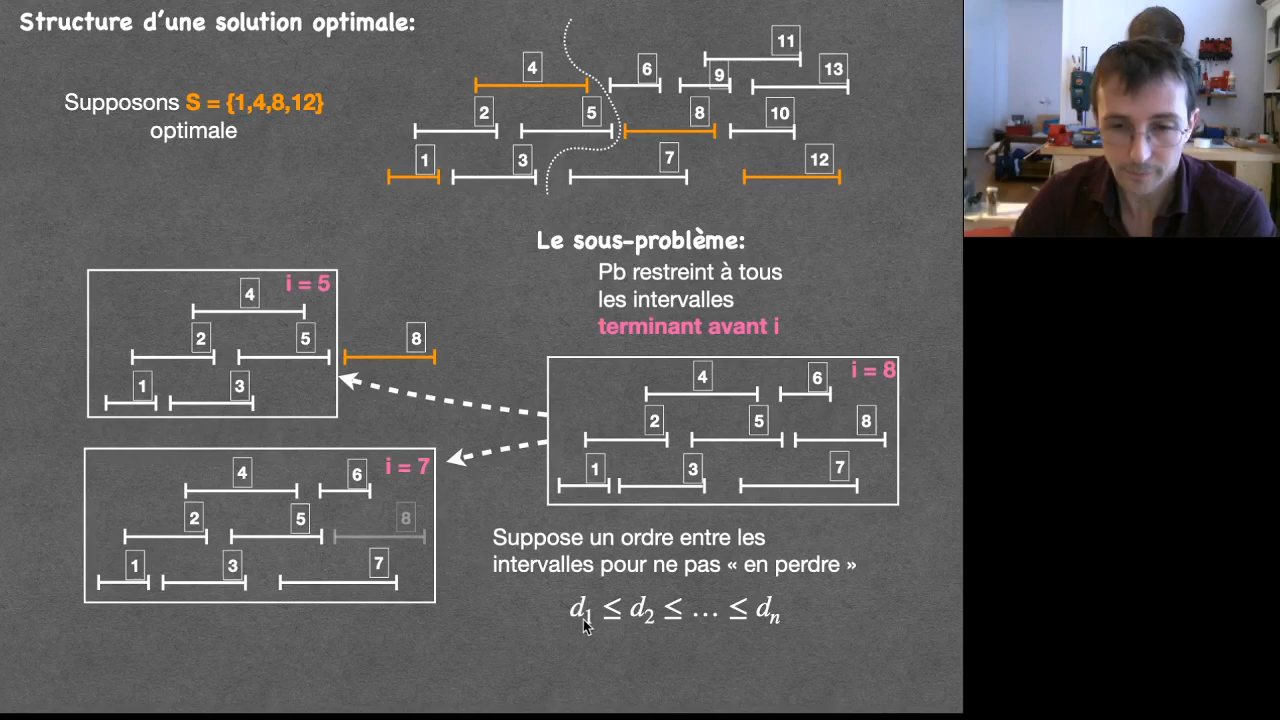 Structure d'une solution optimale:
Supposons S = {1,4,8,12}
optimale
11
4 6 9 13
2 5 8 10
1 3 7 12
Le sous-problème:
Pb restreint à tous
les intervalles
terminant avant i
i = 5
4
2 5 8
1 3
i = 8
4 6
2 5 8
1 3 7
i = 7
4 6
2 5 8
1 3 7
Suppose un ordre entre les
intervalles pour ne pas « en perdre »
d₁ ≤ d₂ ≤ … ≤ dₙ